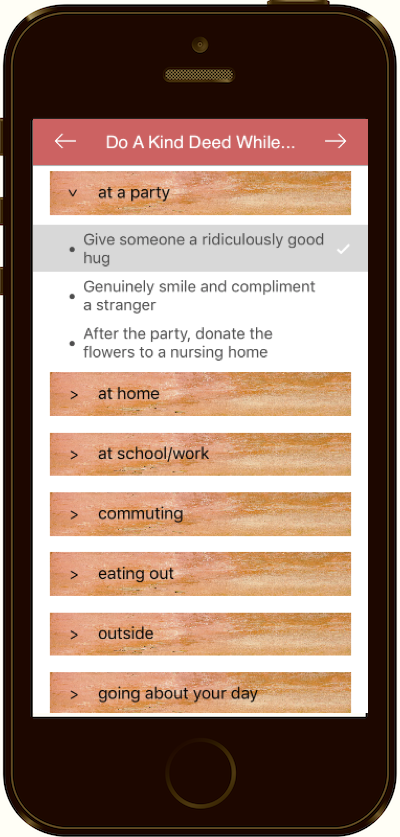 Do A Kind Deed While...
at a party
Give someone a ridiculously good
hug
Genuinely smile and compliment
a stranger
After the party, donate the
flowers to a nursing home
at home
at school/work
commuting
eating out
outside
going about your day